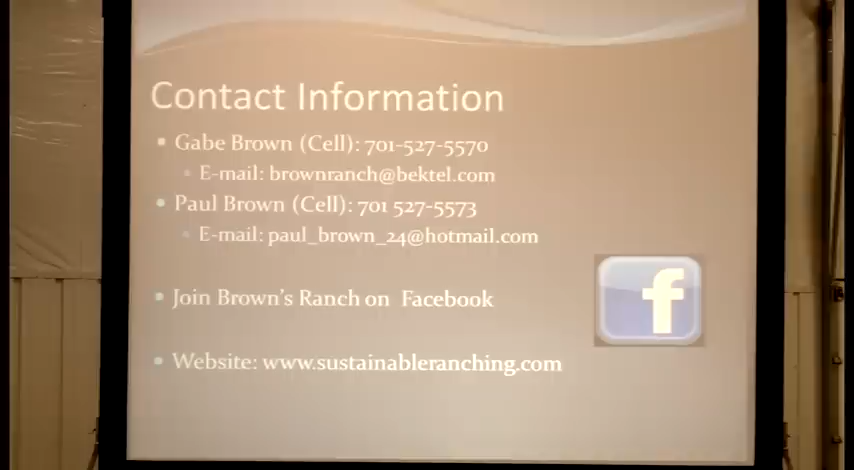 Contact Information
Gabe Brown (Cell): 701-527-5570
E-mail: brownranch@bektel.com
Paul Brown (Cell): 701 527-5573
E-mail: paul_brown_24@hotmail.com
Join Brown's Ranch on Facebook
f
Website: www.sustainableranching.com